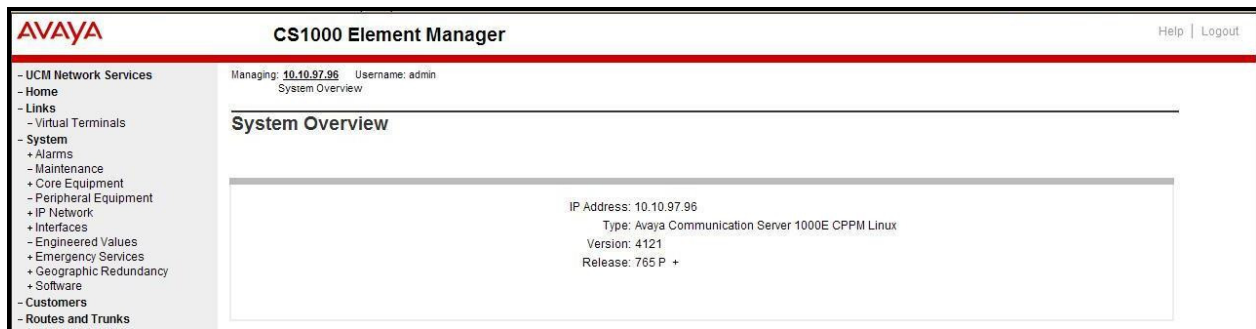 AVAYA
CS1000 Element Manager
Help | Logout
- UCM Network Services
- Home
- Links
- Virtual Terminals
- System
+ Alarms
- Maintenance
+ Core Equipment
- Peripheral Equipment
+ IP Network
+ Interfaces
- Engineered Values
+ Emergency Services
+ Geographic Redundancy
+ Software
- Customers
- Routes and Trunks
Managing: 10.10.97.96 Username: admin
System Overview
System Overview
IP Address: 10.10.97.96
Type: Avaya Communication Server 1000E CPPM Linux
Version: 4121
Release: 765 P +